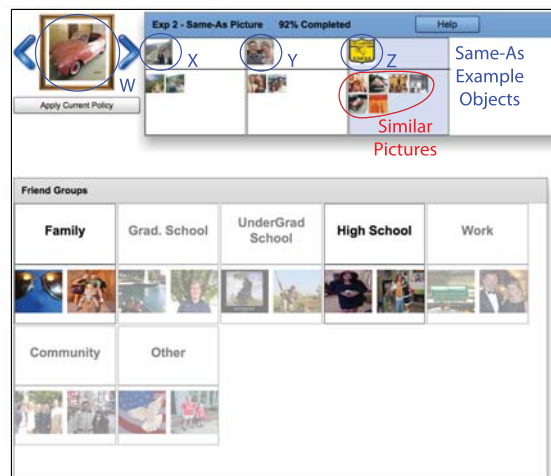 Exp 2 - Same-As Picture 92% Completed Help
X Y Z
Same-As
Example
Objects
W
Apply Current Policy
Similar
Pictures
Friend Groups
Family Grad. School UnderGrad
School High School Work
Community Other